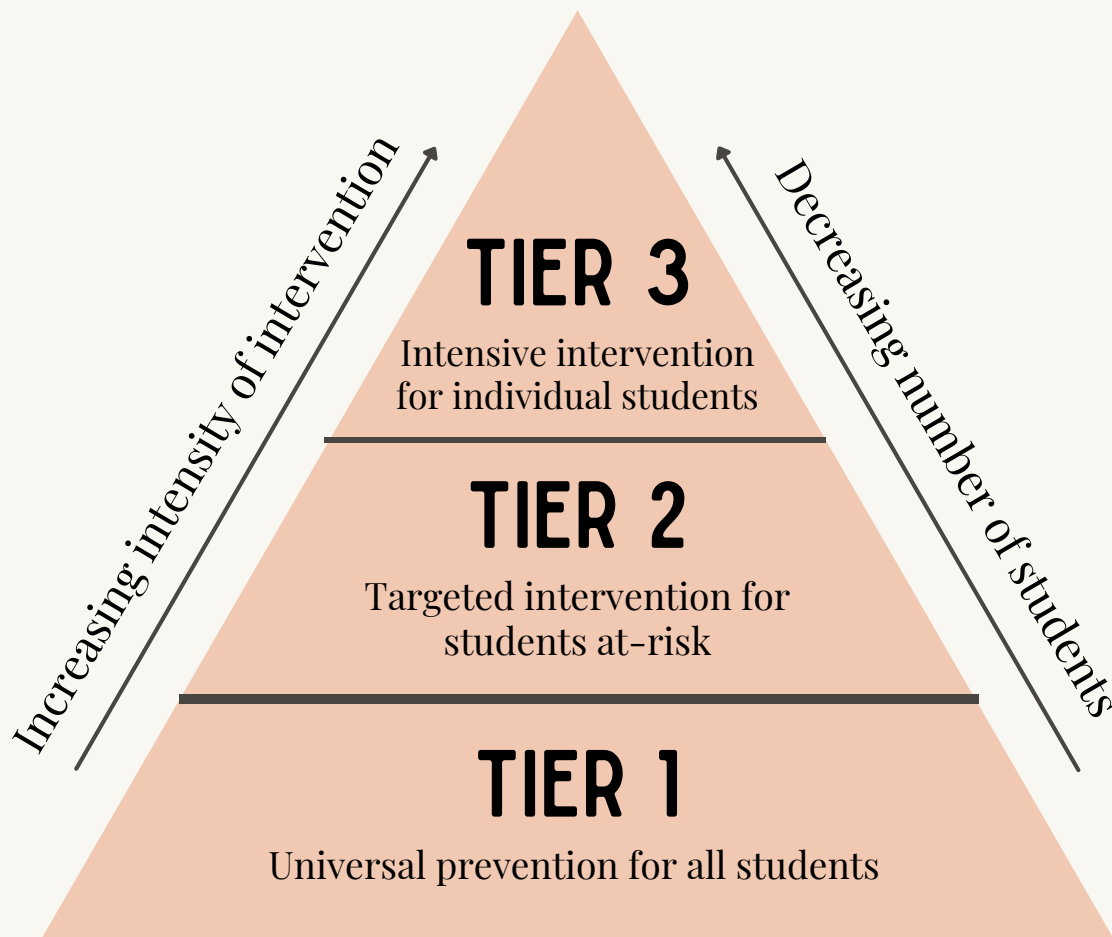 Increasing intensity of intervention
Decreasing number of students
TIER 3
Intensive intervention
for individual students
TIER 2
Targeted intervention for
students at-risk
TIER 1
Universal prevention for all students